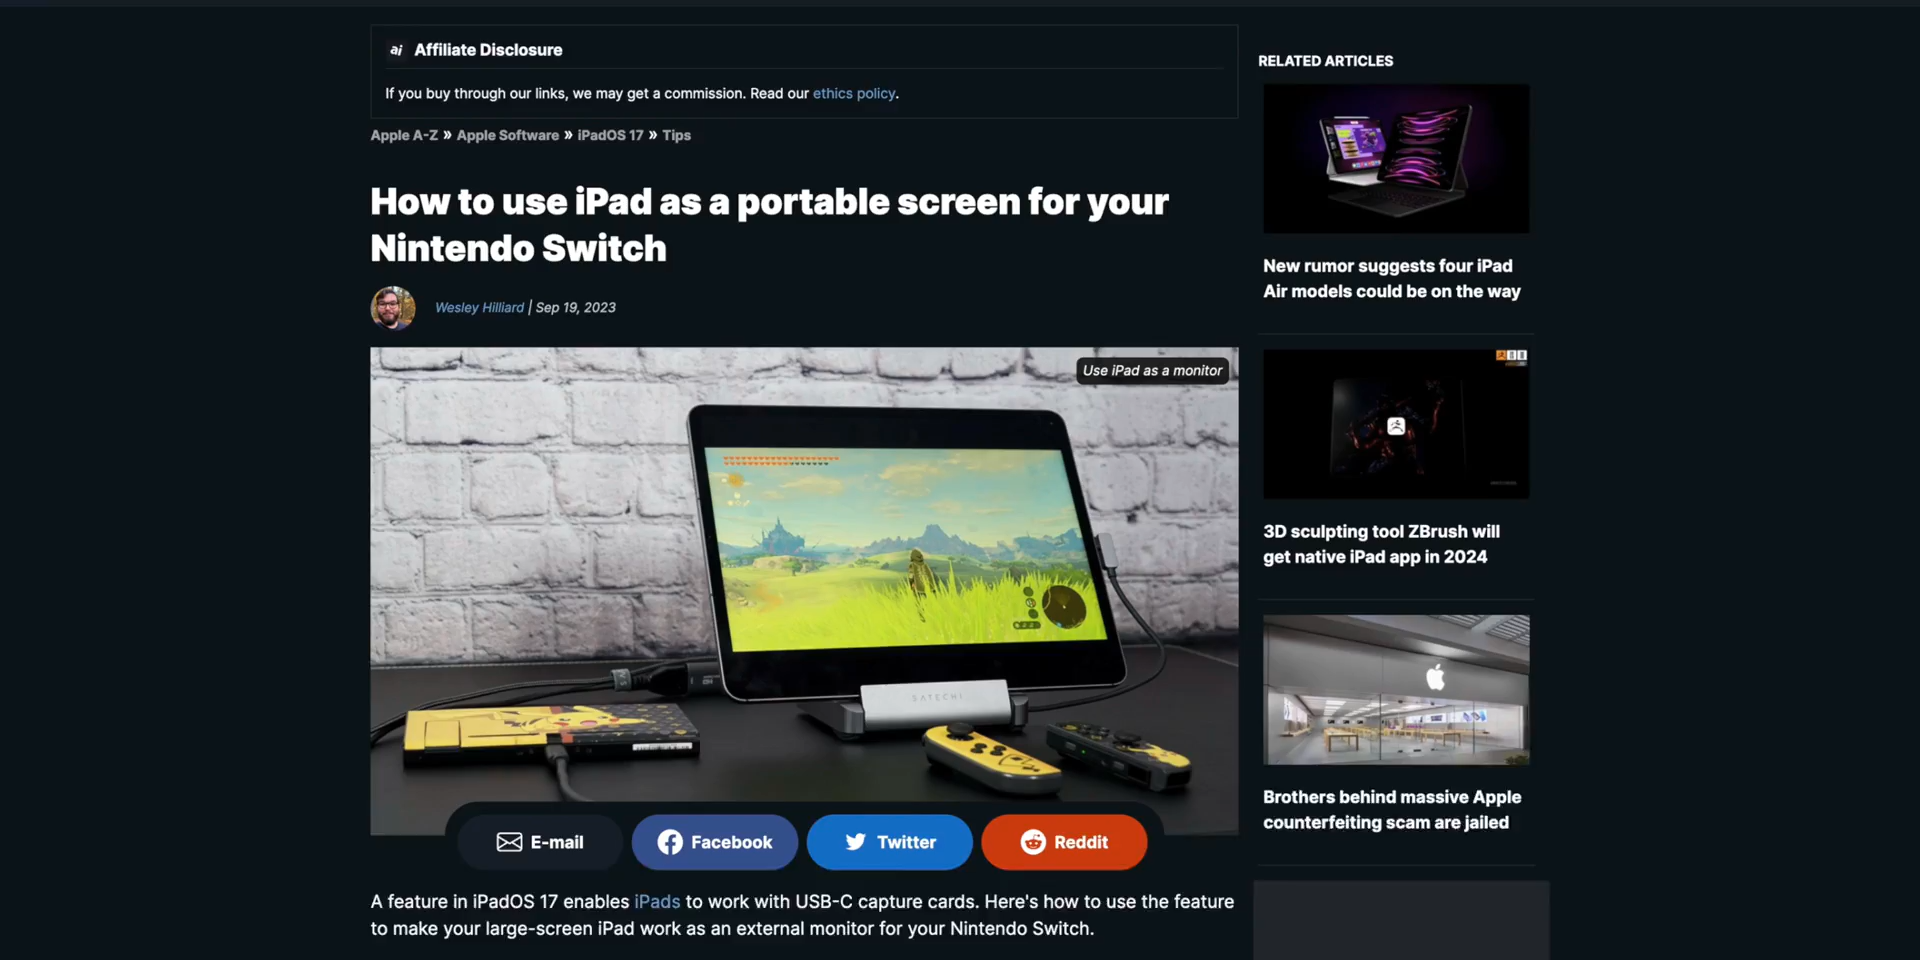 ai Affiliate Disclosure
If you buy through our links, we may get a commission. Read our ethics policy.
Apple A-Z » Apple Software » iPadOS 17 » Tips
How to use iPad as a portable screen for your
Nintendo Switch
Wesley Hilliard | Sep 19, 2023
Use iPad as a monitor
SATECHI
E-mail
Facebook
Twitter
Reddit
A feature in iPadOS 17 enables iPads to work with USB-C capture cards. Here's how to use the feature
to make your large-screen iPad work as an external monitor for your Nintendo Switch.
RELATED ARTICLES
New rumor suggests four iPad
Air models could be on the way
3D sculpting tool ZBrush will
get native iPad app in 2024
Brothers behind massive Apple
counterfeiting scam are jailed